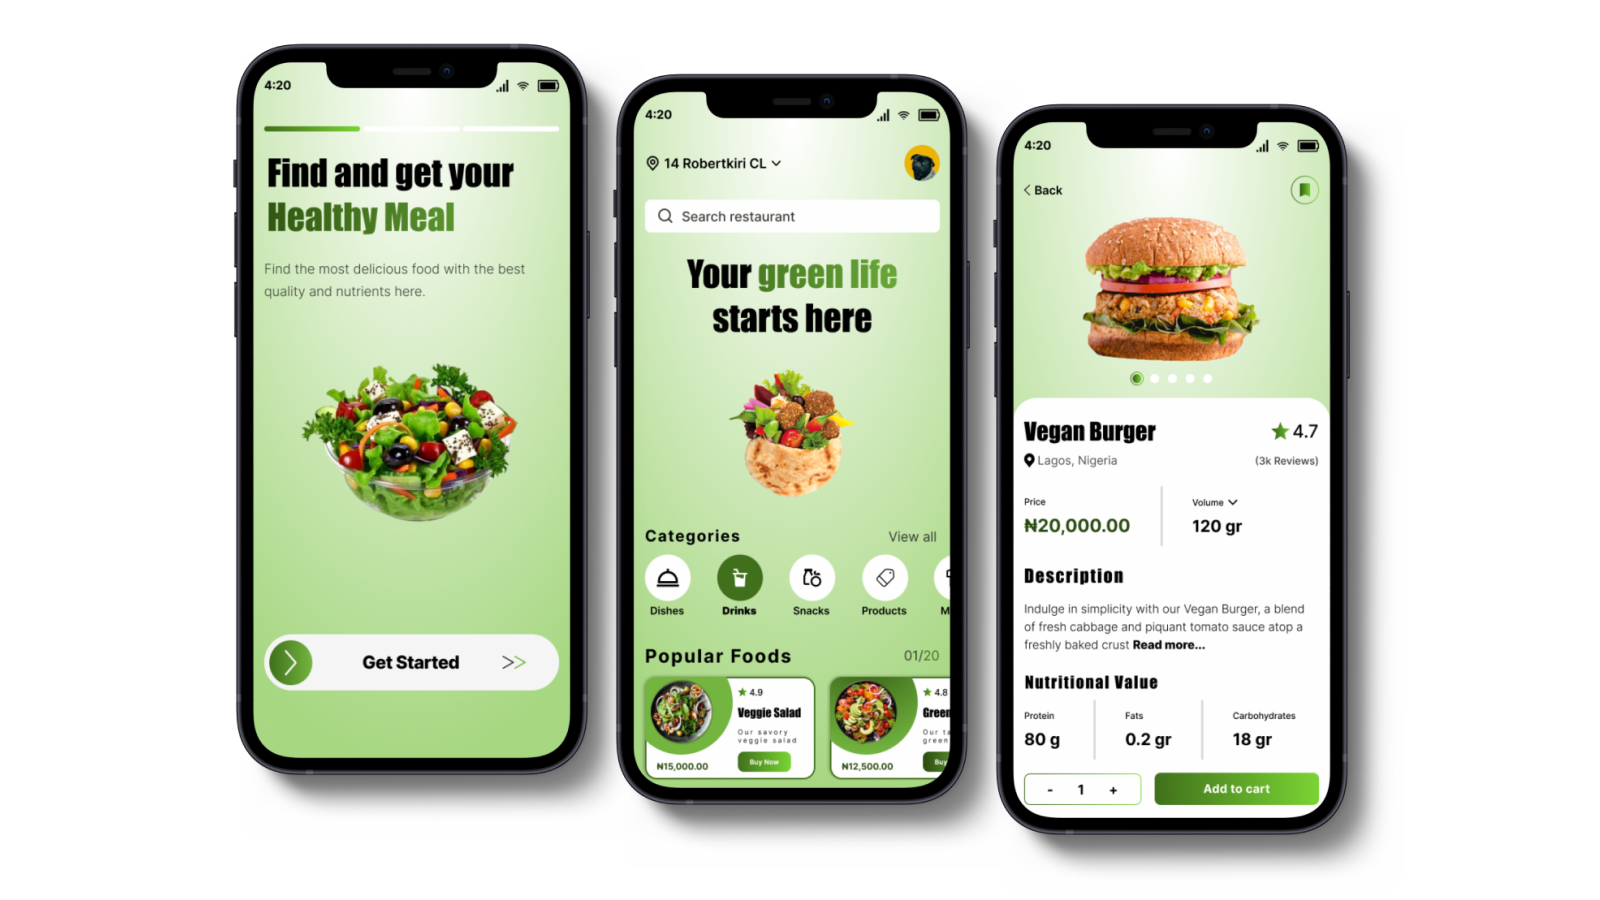 4:20
Find and get your
Healthy Meal
Find the most delicious food with the best
quality and nutrients here.
Get Started
4:20
14 Robertkiri CL
Search restaurant
Your green life
starts here
Categories
View all
Dishes
Drinks
Snacks
Products
M
Popular Foods
01/20
4.9
Veggie Salad
Our savory
veggie salad
₦15,000.00
Buy Now
4.8
Green
Our ta
green
₦12,500.00
Buy
4:20
Back
Vegan Burger
4.7
Lagos, Nigeria
(3k Reviews)
Price
₦20,000.00
Volume
120 gr
Description
Indulge in simplicity with our Vegan Burger, a blend
of fresh cabbage and piquant tomato sauce atop a
freshly baked crust Read more...
Nutritional Value
Protein
80 g
Fats
0.2 gr
Carbohydrates
18 gr
- 1 +
Add to cart